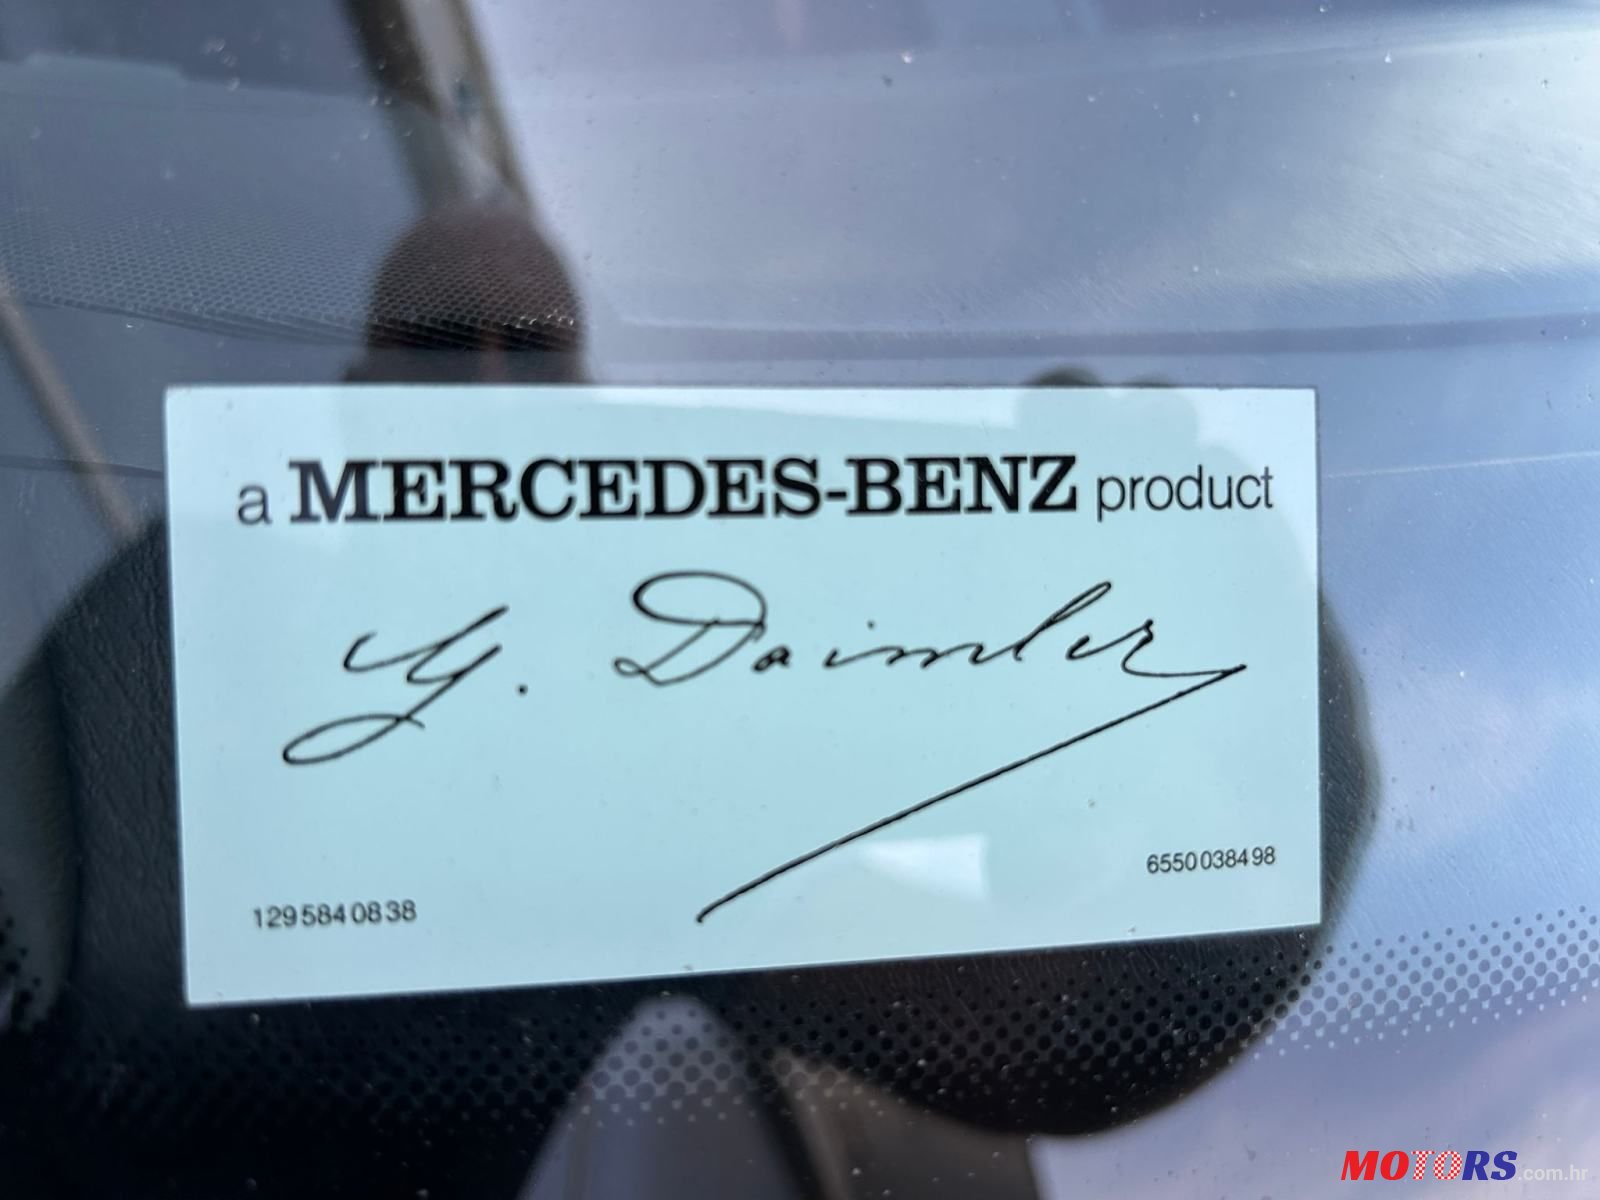 a MERCEDES-BENZ product
G. Daimler
6550038498
1295840838
MOTORS.com.hr